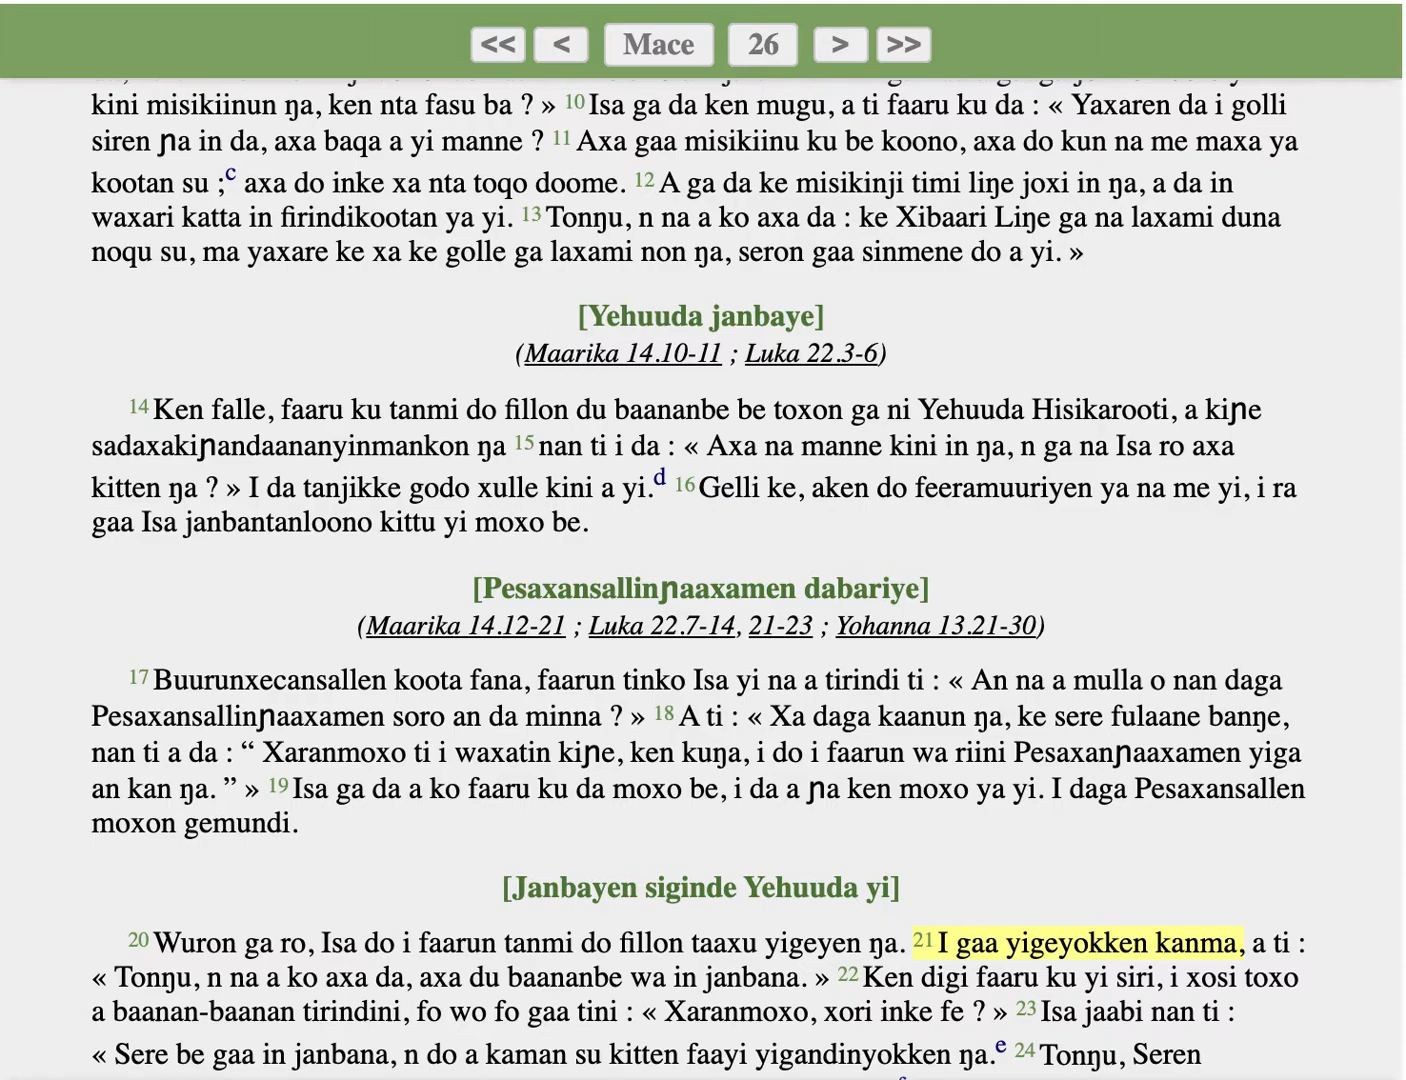 << < Mace 26 > >>
kini misikiinun ŋa, ken nta fasu ba ? » 10 Isa ga da ken mugu, a ti faaru ku da : « Yaxaren da i golli
siren ɲa in da, axa baqa a yi manne ? 11 Axa gaa misikiinu ku be koono, axa do kun na me maxa ya
kootan su ;c axa do inke xa nta toqo doome. 12 A ga da ke misikinji timi liŋe joxi in ŋa, a da in
waxari katta in firindikootan ya yi. 13 Tonŋu, n na a ko axa da : ke Xibaari Liŋe ga na laxami duna
noqu su, ma yaxare ke xa ke golle ga laxami non ŋa, seron gaa sinmene do a yi. »
[Yehuuda janbaye]
(Maarika 14.10-11 ; Luka 22.3-6)
14 Ken falle, faaru ku tanmi do fillon du baananbe be toxon ga ni Yehuuda Hisikarooti, a kiɲe
sadaxakiɲandaananyinmankon ŋa 15 nan ti i da : « Axa na manne kini in ŋa, n ga na Isa ro axa
kitten ŋa ? » I da tanjikke godo xulle kini a yi.d 16 Gelli ke, aken do feeramuuriyen ya na me yi, i ra
gaa Isa janbantanloono kittu yi moxo be.
[Pesaxansallinɲaaxamen dabariye]
(Maarika 14.12-21 ; Luka 22.7-14, 21-23 ; Yohanna 13.21-30)
17 Buurunxecansallen koota fana, faarun tinko Isa yi na a tirindi ti : « An na a mulla o nan daga
Pesaxansallinɲaaxamen soro an da minna ? » 18 A ti : « Xa daga kaanun ŋa, ke sere fulaane banŋe,
nan ti a da : “ Xaranmoxo ti i waxatin kiɲe, ken kuŋa, i do i faarun wa riini Pesaxanɲaaxamen yiga
an kan ŋa. ” » 19 Isa ga da a ko faaru ku da moxo be, i da a ɲa ken moxo ya yi. I daga Pesaxansallen
moxon gemundi.
[Janbayen siginde Yehuuda yi]
20 Wuron ga ro, Isa do i faarun tanmi do fillon taaxu yigeyen ŋa. 21 I gaa yigeyokken kanma, a ti :
« Tonŋu, n na a ko axa da, axa du baananbe wa in janbana. » 22 Ken digi faaru ku yi siri, i xosi toxo
a baanan-baanan tirindini, fo wo fo gaa tini : « Xaranmoxo, xori inke fe ? » 23 Isa jaabi nan ti :
« Sere be gaa in janbana, n do a kaman su kitten faayi yigandinyokken ŋa.e 24 Tonŋu, Seren